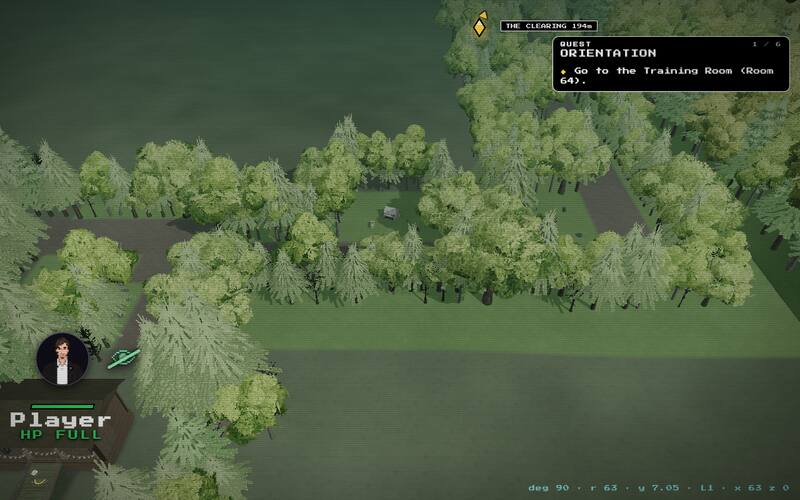 THE CLEARING 194m
QUEST 1 / 6
ORIENTATION
Go to the Training Room (Room
64).
Player
HP FULL
deg 90 · r 63 · y 7.05 · L1 · x 63 z 0